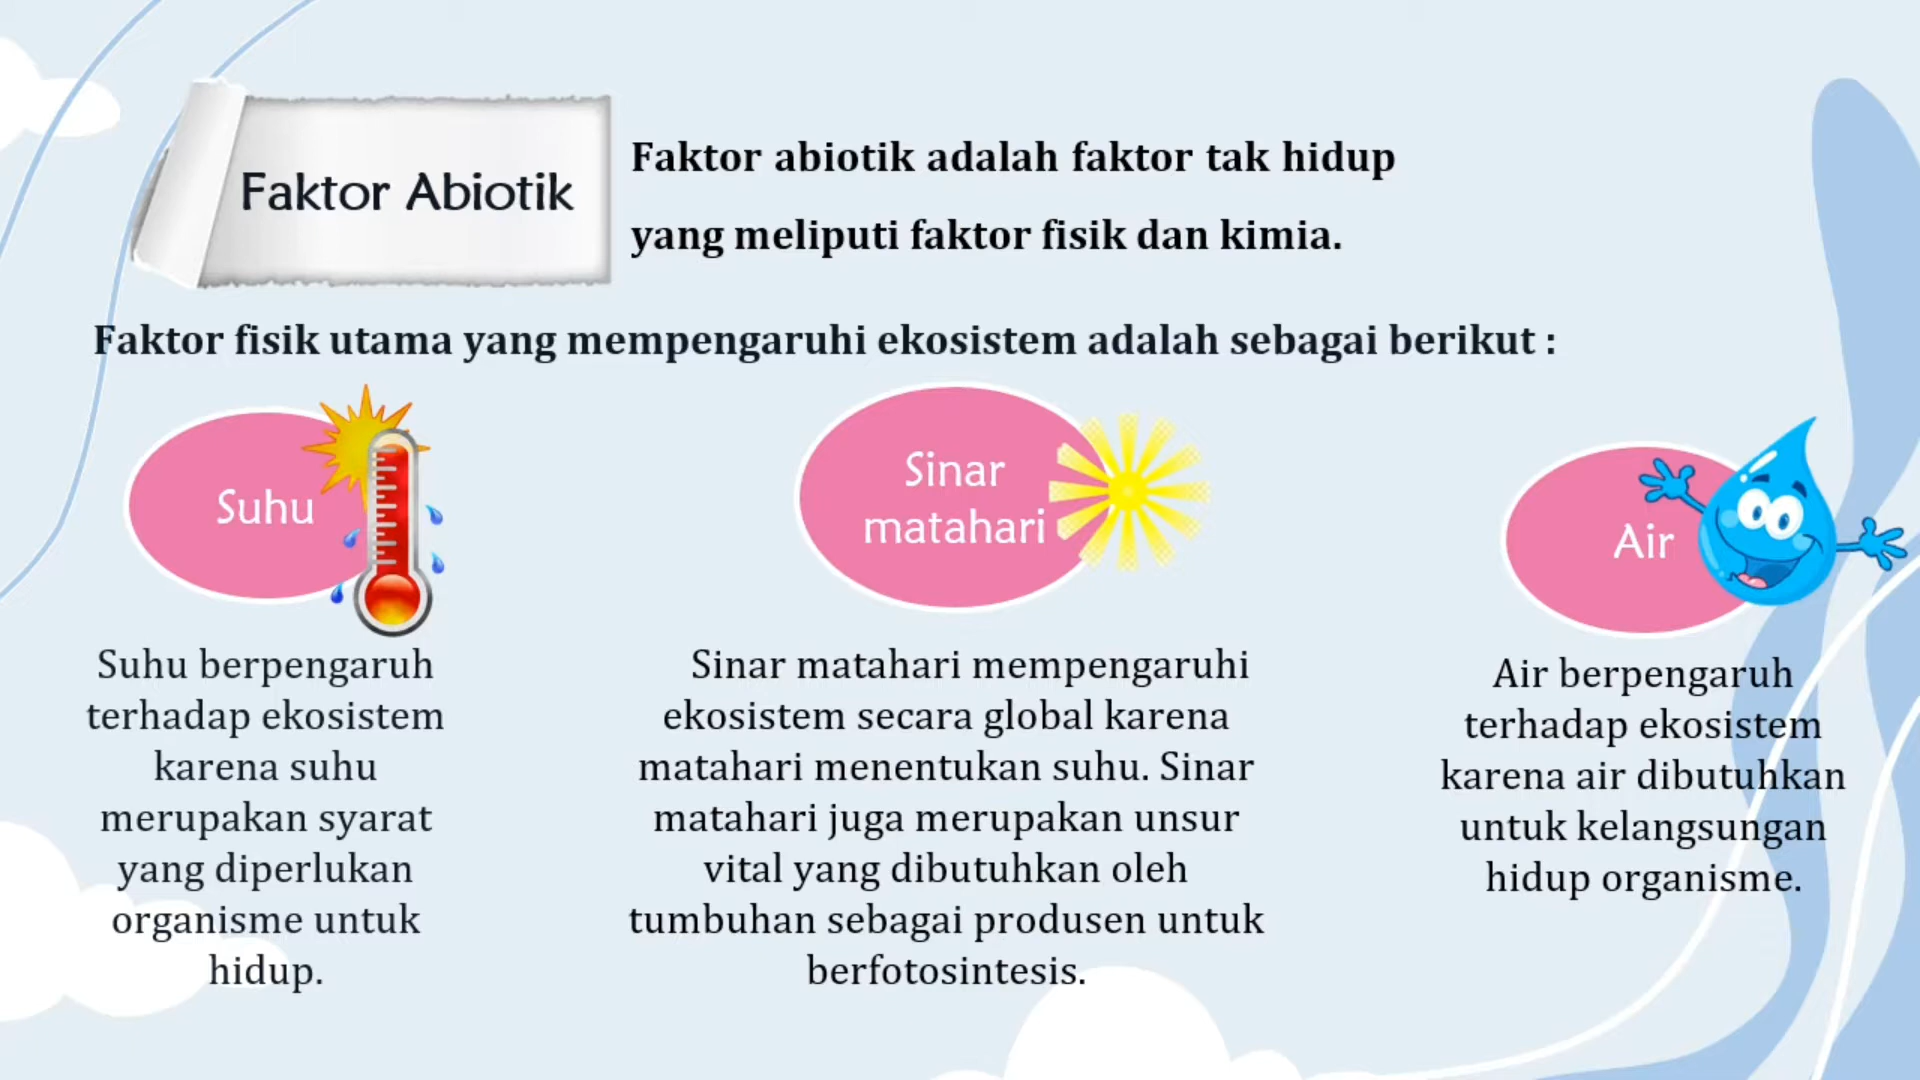 Faktor Abiotik
Faktor abiotik adalah faktor tak hidup
yang meliputi faktor fisik dan kimia.
Faktor fisik utama yang mempengaruhi ekosistem adalah sebagai berikut :
Suhu
Suhu berpengaruh
terhadap ekosistem
karena suhu
merupakan syarat
yang diperlukan
organisme untuk
hidup.
Sinar
matahari
Sinar matahari mempengaruhi
ekosistem secara global karena
matahari menentukan suhu. Sinar
matahari juga merupakan unsur
vital yang dibutuhkan oleh
tumbuhan sebagai produsen untuk
berfotosintesis.
Air
Air berpengaruh
terhadap ekosistem
karena air dibutuhkan
untuk kelangsungan
hidup organisme.